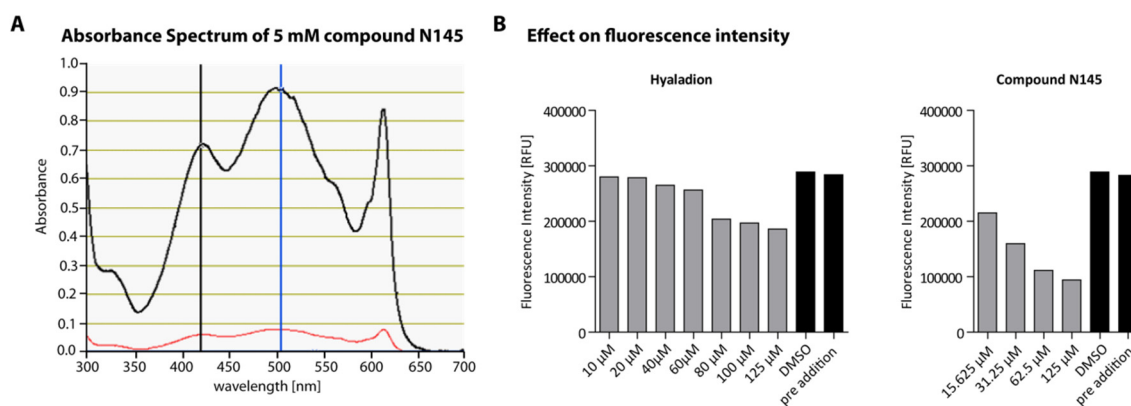 A
Absorbance Spectrum of 5 mM compound N145
Absorbance
1.0
0.9
0.8
0.7
0.6
0.5
0.4
0.3
0.2
0.1
0.0
300
350
400
450
500
550
600
650
700
wavelength [nm]
B
Effect on fluorescence intensity
Hyaladion
Fluorescence Intensity [RFU]
400000
300000
200000
100000
0
10 µM
20 µM
40µM
60µM
80 µM
100 µM
125 µM
DMSO
pre addition
Compound N145
Fluorescence Intensity [RFU]
400000
300000
200000
100000
0
15.625 µM
31.25 µM
62.5 µM
125 µM
DMSO
pre addition